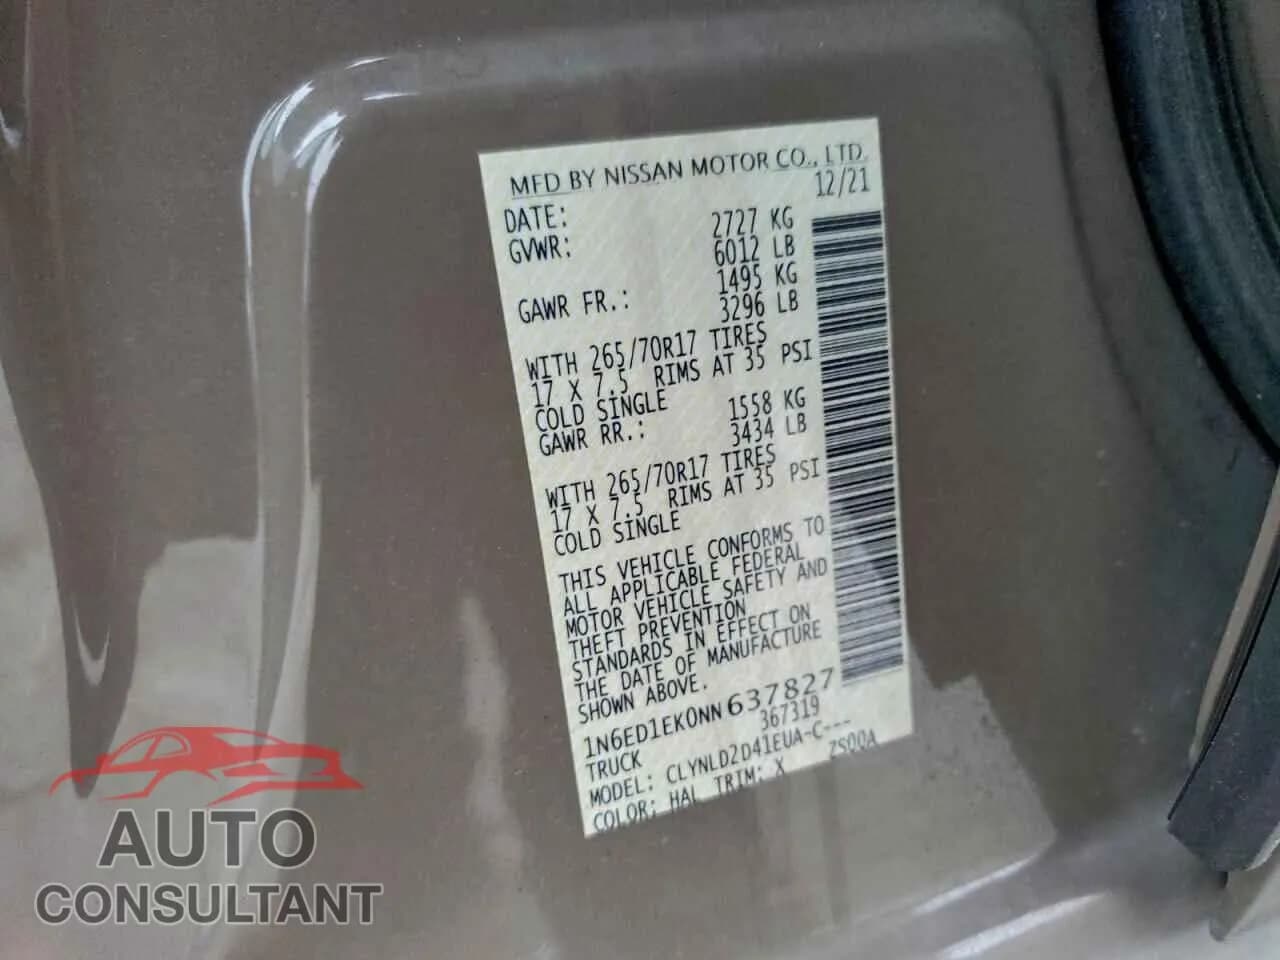 MFD BY NISSAN MOTOR CO., LTD.
DATE: 12/21
GVWR: 2727 KG
6012 LB
GAWR FR.: 1495 KG
3296 LB
WITH 265/70R17 TIRES
17 X 7.5 RIMS AT 35 PSI
COLD SINGLE
GAWR RR.: 1558 KG
3434 LB
WITH 265/70R17 TIRES
17 X 7.5 RIMS AT 35 PSI
COLD SINGLE
THIS VEHICLE CONFORMS TO
ALL APPLICABLE FEDERAL
MOTOR VEHICLE SAFETY AND
THEFT PREVENTION
STANDARDS IN EFFECT ON
THE DATE OF MANUFACTURE
SHOWN ABOVE.
1N6ED1EK0NN637827
TRUCK 367319
MODEL: CLYNLD2D41EUA-C---
COLOR: HAL TRIM: X ZS00A
AUTO
CONSULTANT